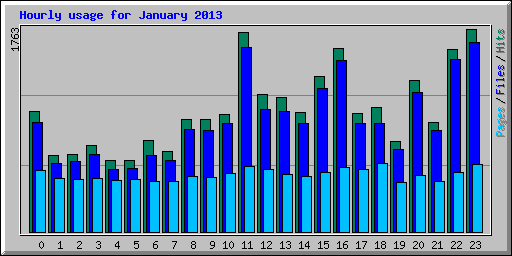 Hourly usage for January 2013
1763
Pages / Files / Hits
0 1 2 3 4 5 6 7 8 9 10 11 12 13 14 15 16 17 18 19 20 21 22 23